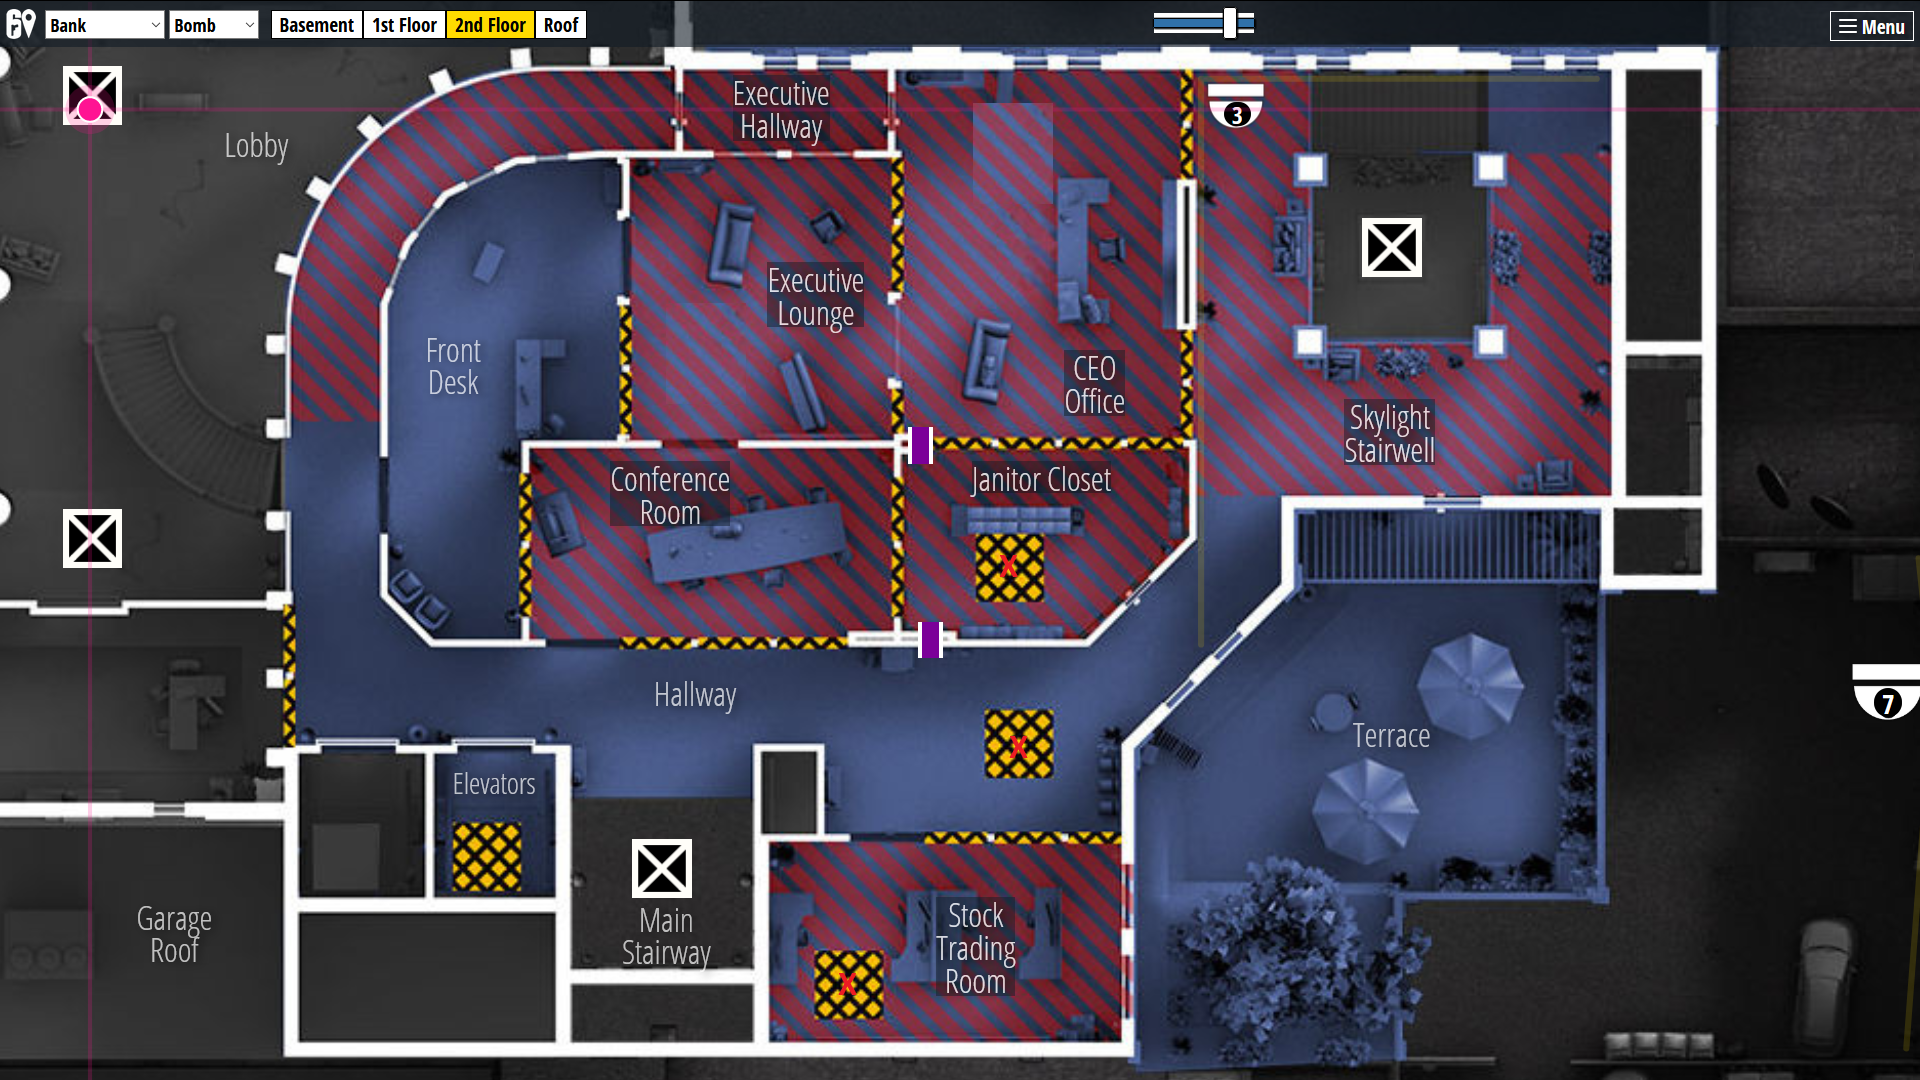 Bank
Bomb
Basement
1st Floor
2nd Floor
Roof
Menu
Executive
Hallway
3
Lobby
Executive
Lounge
Front
Desk
CEO
Office
Skylight
Stairwell
Conference
Room
Janitor Closet
X
Hallway
7
X
Terrace
Elevators
Garage
Roof
Main
Stairway
Stock
Trading
Room
X